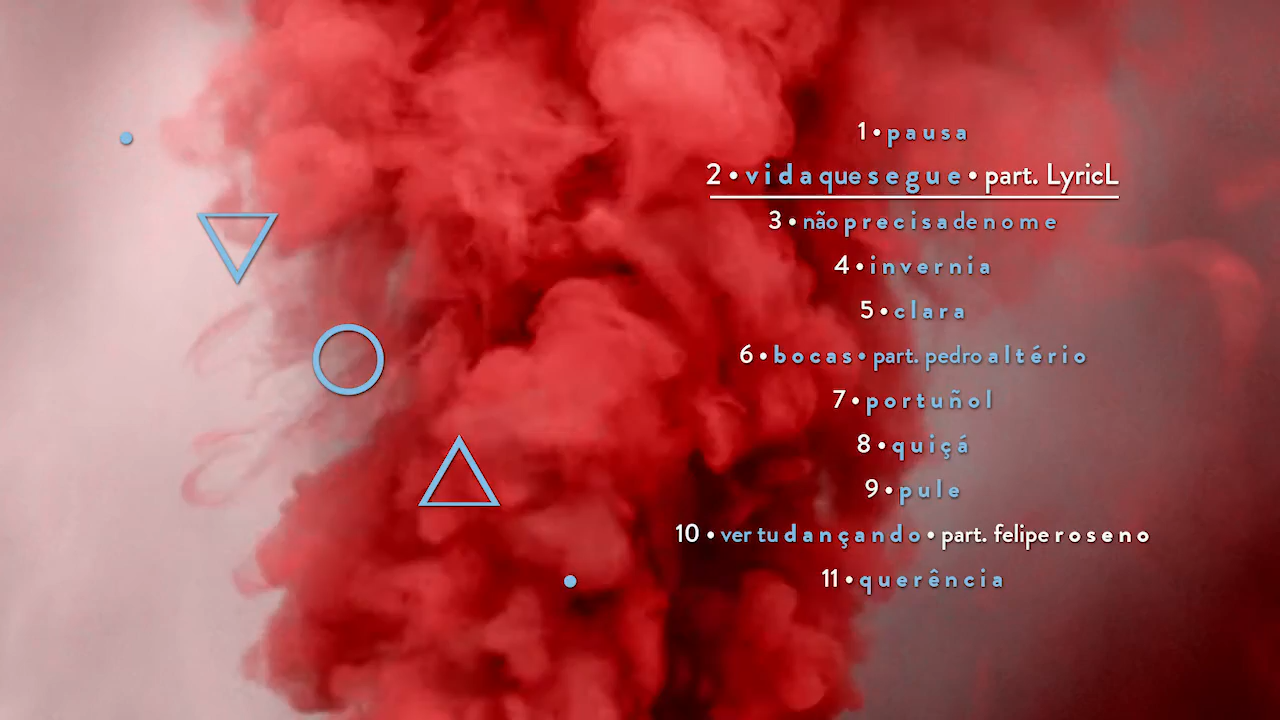 1 • pausa
2 • vida que segue • part. LyricL
3 • não precisa de nome
4 • invernia
5 • clara
6 • bocas • part. pedro altério
7 • portuñol
8 • quiçá
9 • pule
10 • ver tu dançando • part. felipe roseno
11 • querência